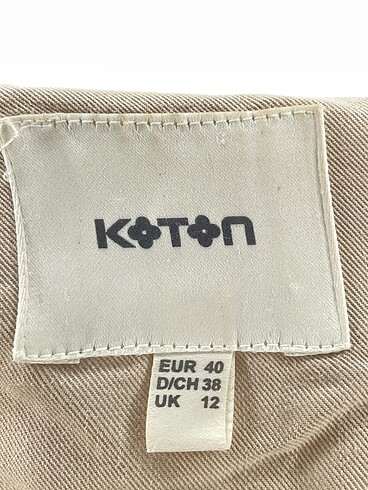 KOTON
EUR 40
D/CH 38
UK 12